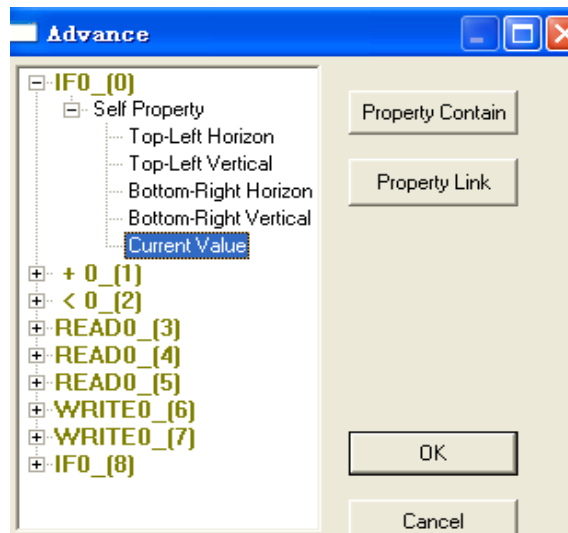 Advance
IF0_(0)
Self Property
Top-Left Horizon
Top-Left Vertical
Bottom-Right Horizon
Bottom-Right Vertical
Current Value
+ 0_(1)
< 0_(2)
READ0_(3)
READ0_(4)
READ0_(5)
WRITE0_(6)
WRITE0_(7)
IF0_(8)
Property Contain
Property Link
OK
Cancel